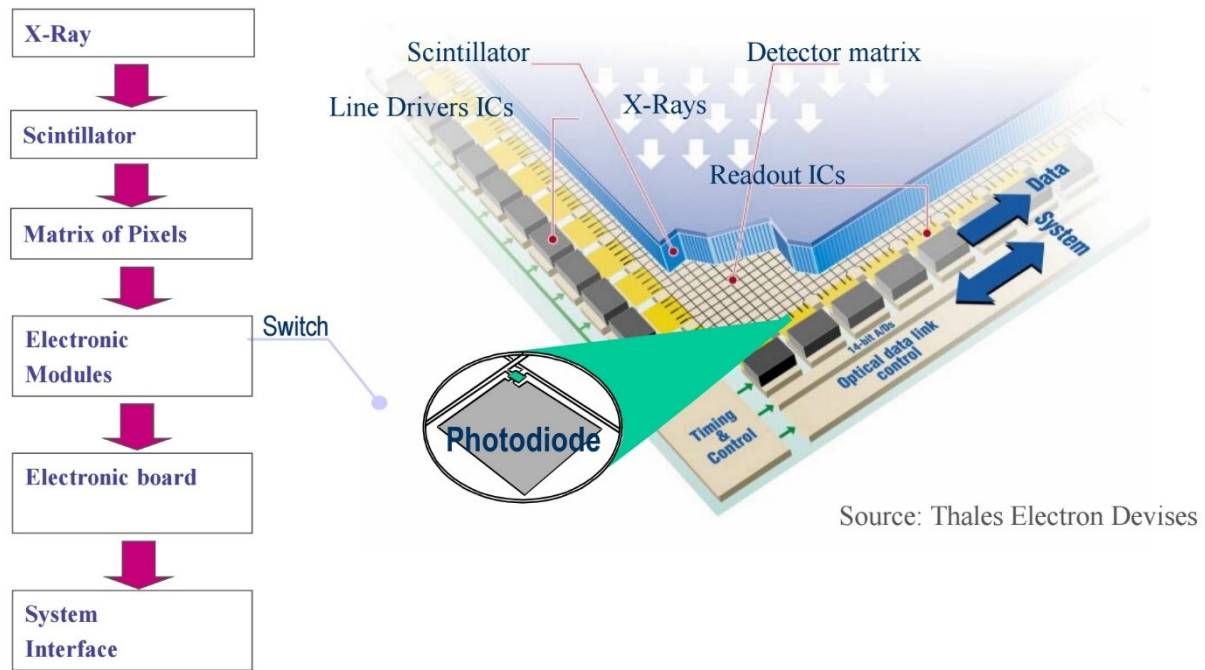 X-Ray
Scintillator
Matrix of Pixels
Electronic
Modules
Electronic board
System
Interface
Switch
Scintillator
Detector matrix
Line Drivers ICs
X-Rays
Readout ICs
Data
System
14-bit A/Ds
Optical data link
control
Timing
& Control
Photodiode
Source: Thales Electron Devises